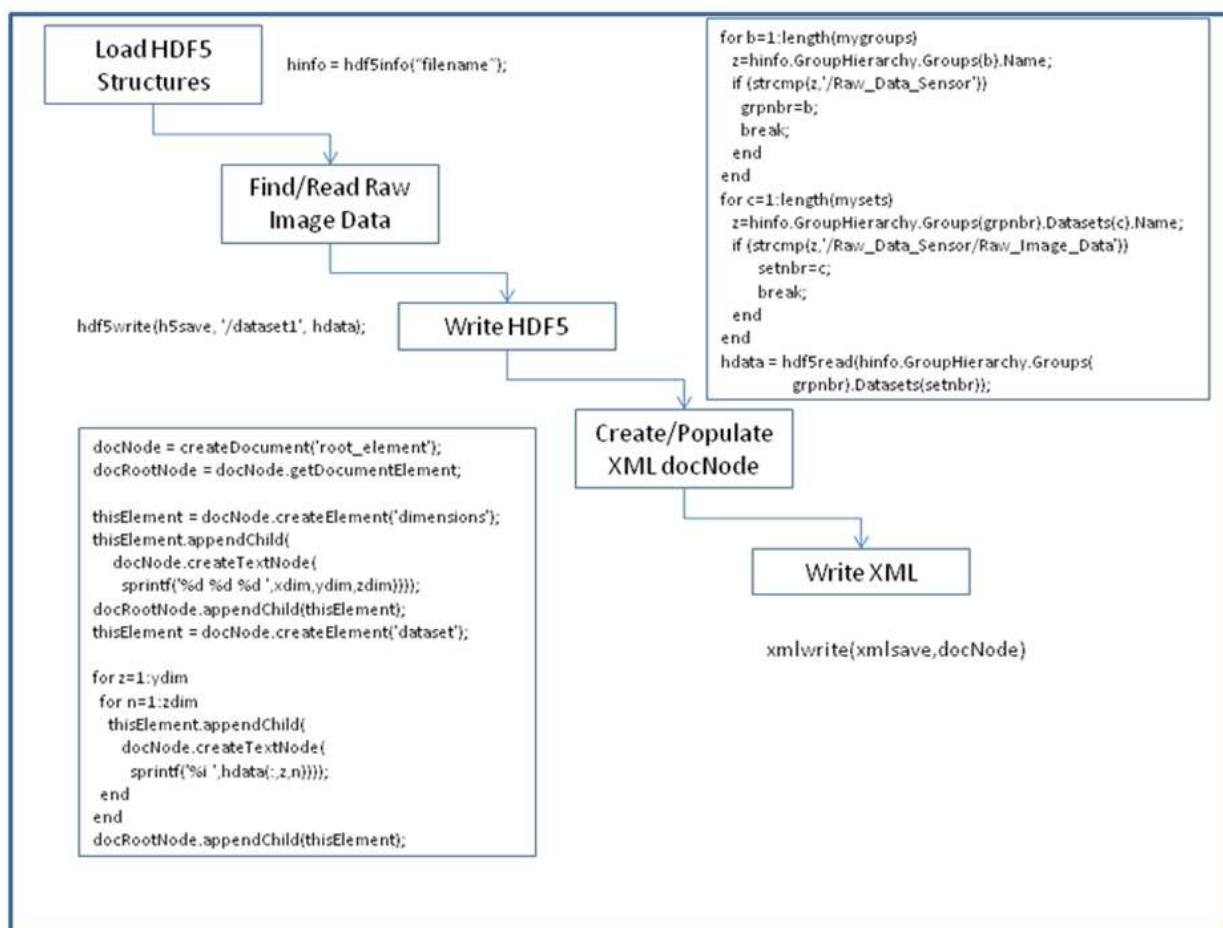 Load HDF5
Structures
hinfo = hdf5info("filename");
Find/Read Raw
Image Data
hdf5write(h5save, '/dataset1', hdata);
Write HDF5
for b=1:length(mygroups)
z=hinfo.GroupHierarchy.Groups(b).Name;
if (strcmp(z,'/Raw_Data_Sensor'))
grpnbr=b;
break;
end
end
for c=1:length(mysets)
z=hinfo.GroupHierarchy.Groups(grpnbr).Datasets(c).Name;
if (strcmp(z,'/Raw_Data_Sensor/Raw_Image_Data'))
setnbr=c;
break;
end
end
hdata = hdf5read(hinfo.GroupHierarchy.Groups(
grpnbr).Datasets(setnbr));
Create/Populate
XML docNode
docNode = createDocument('root_element');
docRootNode = docNode.getDocumentElement;
thisElement = docNode.createElement('dimensions');
thisElement.appendChild(
docNode.createTextNode(
sprintf('%d %d %d ',xdim,ydim,zdim))));
docRootNode.appendChild(thisElement);
thisElement = docNode.createElement('dataset');
for z=1:ydim
for n=1:zdim
thisElement.appendChild(
docNode.createTextNode(
sprintf('%i ',hdata(:,z,n))));
end
end
docRootNode.appendChild(thisElement);
Write XML
xmlwrite(xmlsave,docNode)